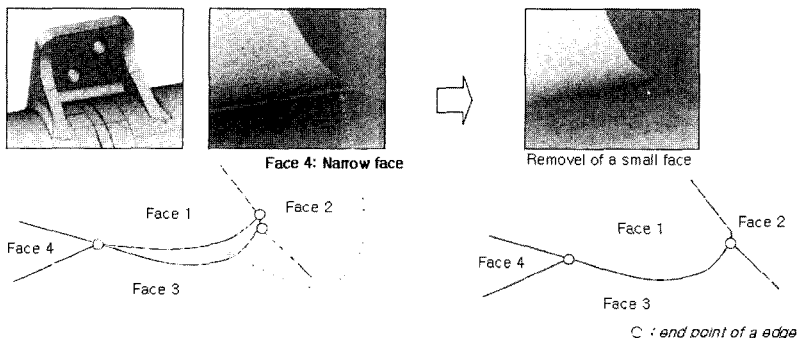 Face 4: Narrow face
Removel of a small face
Face 1
Face 2
Face 4
Face 3
Face 1
Face 2
Face 4
Face 3
: end point of a edge